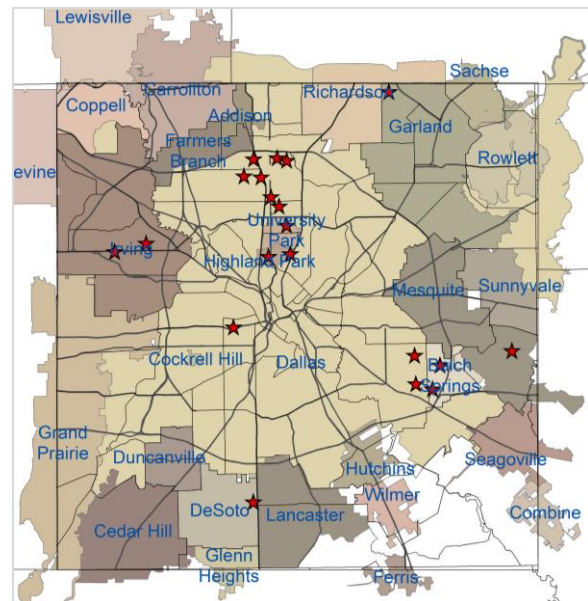 Lewisville
Sachse
Carrollton
Richardson
Coppell
Addison
Garland
Farmers
Branch
Rowlett
evine
University
Park
Irving
Highland Park
Mesquite
Sunnyvale
Cockrell Hill
Dallas
Balch
Springs
Grand
Prairie
Duncanville
Hutchins
Seagoville
Wilmer
DeSoto
Lancaster
Combine
Cedar Hill
Glenn
Heights
Ferris